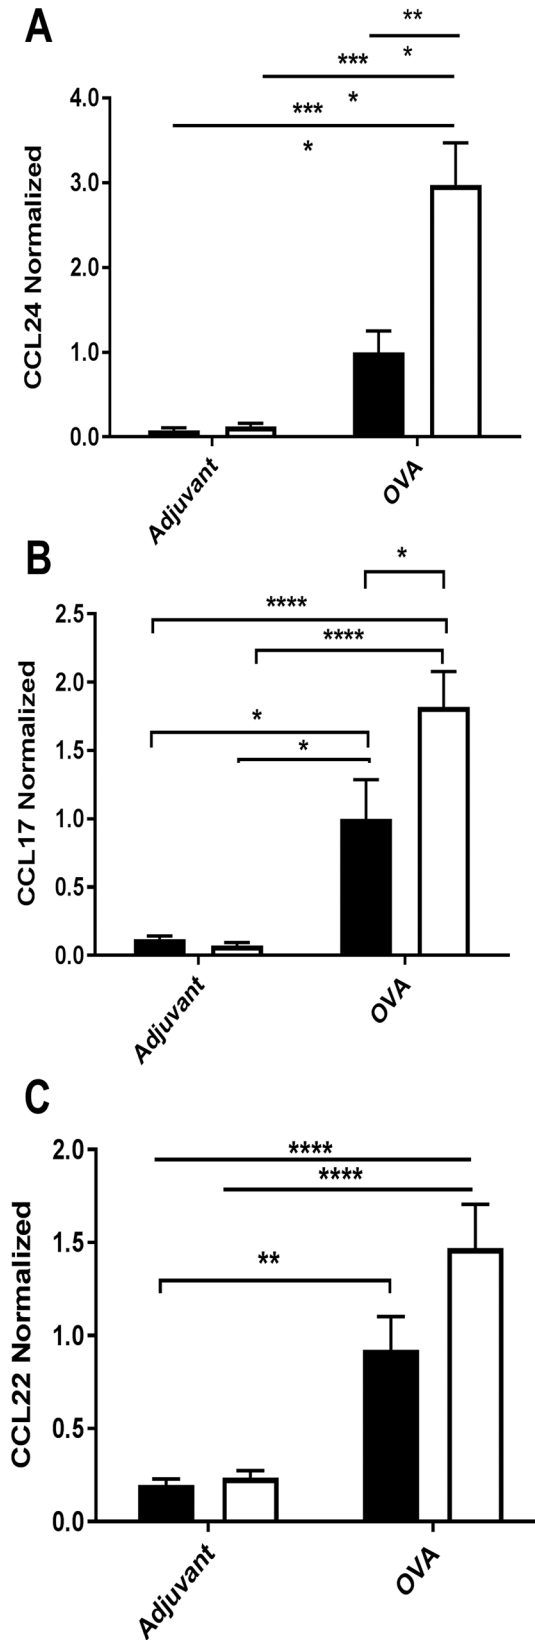 A
**
***
*
***
*
*
4.0
3.0
2.0
1.0
0.0
CCL24 Normalized
Adjuvant
OVA
B
*
****
****
*
*
2.5
2.0
1.5
1.0
0.5
0.0
CCL17 Normalized
Adjuvant
OVA
C
****
****
**
2.0
1.5
1.0
0.5
0.0
CCL22 Normalized
Adjuvant
OVA